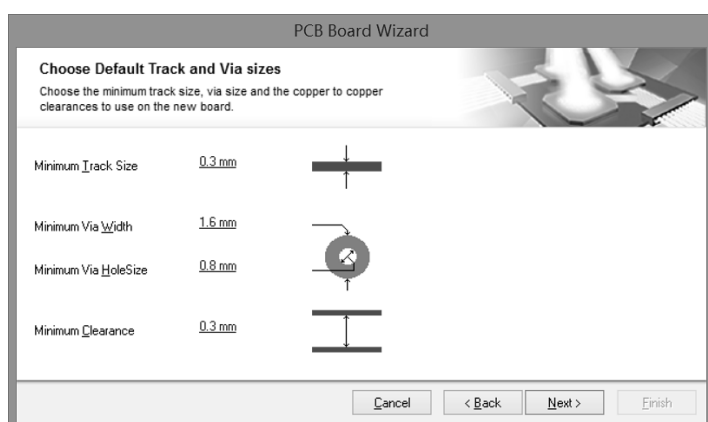 PCB Board Wizard
Choose Default Track and Via sizes
Choose the minimum track size, via size and the copper to copper
clearances to use on the new board.
Minimum Track Size 0.3 mm
Minimum Via Width 1.6 mm
Minimum Via HoleSize 0.8 mm
Minimum Clearance 0.3 mm
Cancel < Back Next > Finish